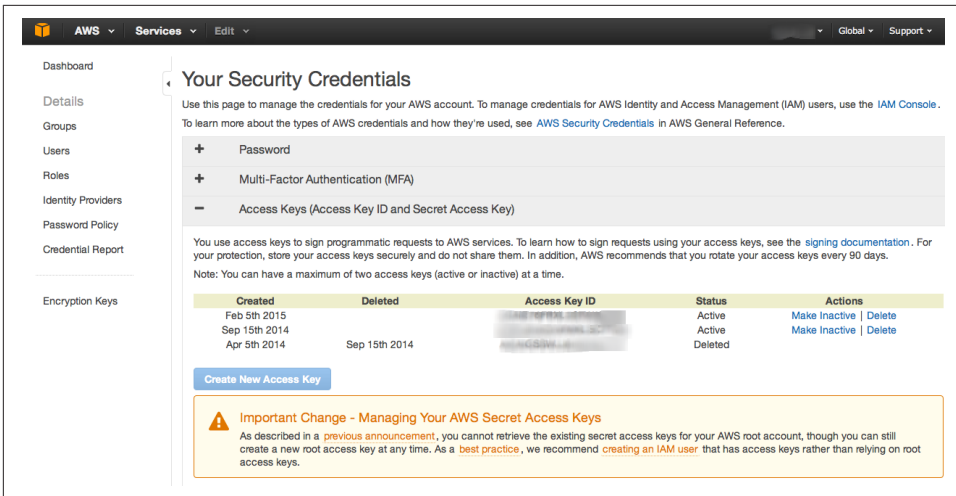 AWS Services Edit Global Support
Dashboard
Details
Groups
Users
Roles
Identity Providers
Password Policy
Credential Report
Encryption Keys
Your Security Credentials
Use this page to manage the credentials for your AWS account. To manage credentials for AWS Identity and Access Management (IAM) users, use the IAM Console .
To learn more about the types of AWS credentials and how they're used, see AWS Security Credentials in AWS General Reference.
+ Password
+ Multi-Factor Authentication (MFA)
− Access Keys (Access Key ID and Secret Access Key)
You use access keys to sign programmatic requests to AWS services. To learn how to sign requests using your access keys, see the signing documentation . For
your protection, store your access keys securely and do not share them. In addition, AWS recommends that you rotate your access keys every 90 days.
Note: You can have a maximum of two access keys (active or inactive) at a time.
Created Deleted Access Key ID Status Actions
Feb 5th 2015 Active Make Inactive | Delete
Sep 15th 2014 Active Make Inactive | Delete
Apr 5th 2014 Sep 15th 2014 Deleted
Create New Access Key
Important Change - Managing Your AWS Secret Access Keys
As described in a previous announcement , you cannot retrieve the existing secret access keys for your AWS root account, though you can still
create a new root access key at any time. As a best practice , we recommend creating an IAM user that has access keys rather than relying on root
access keys.